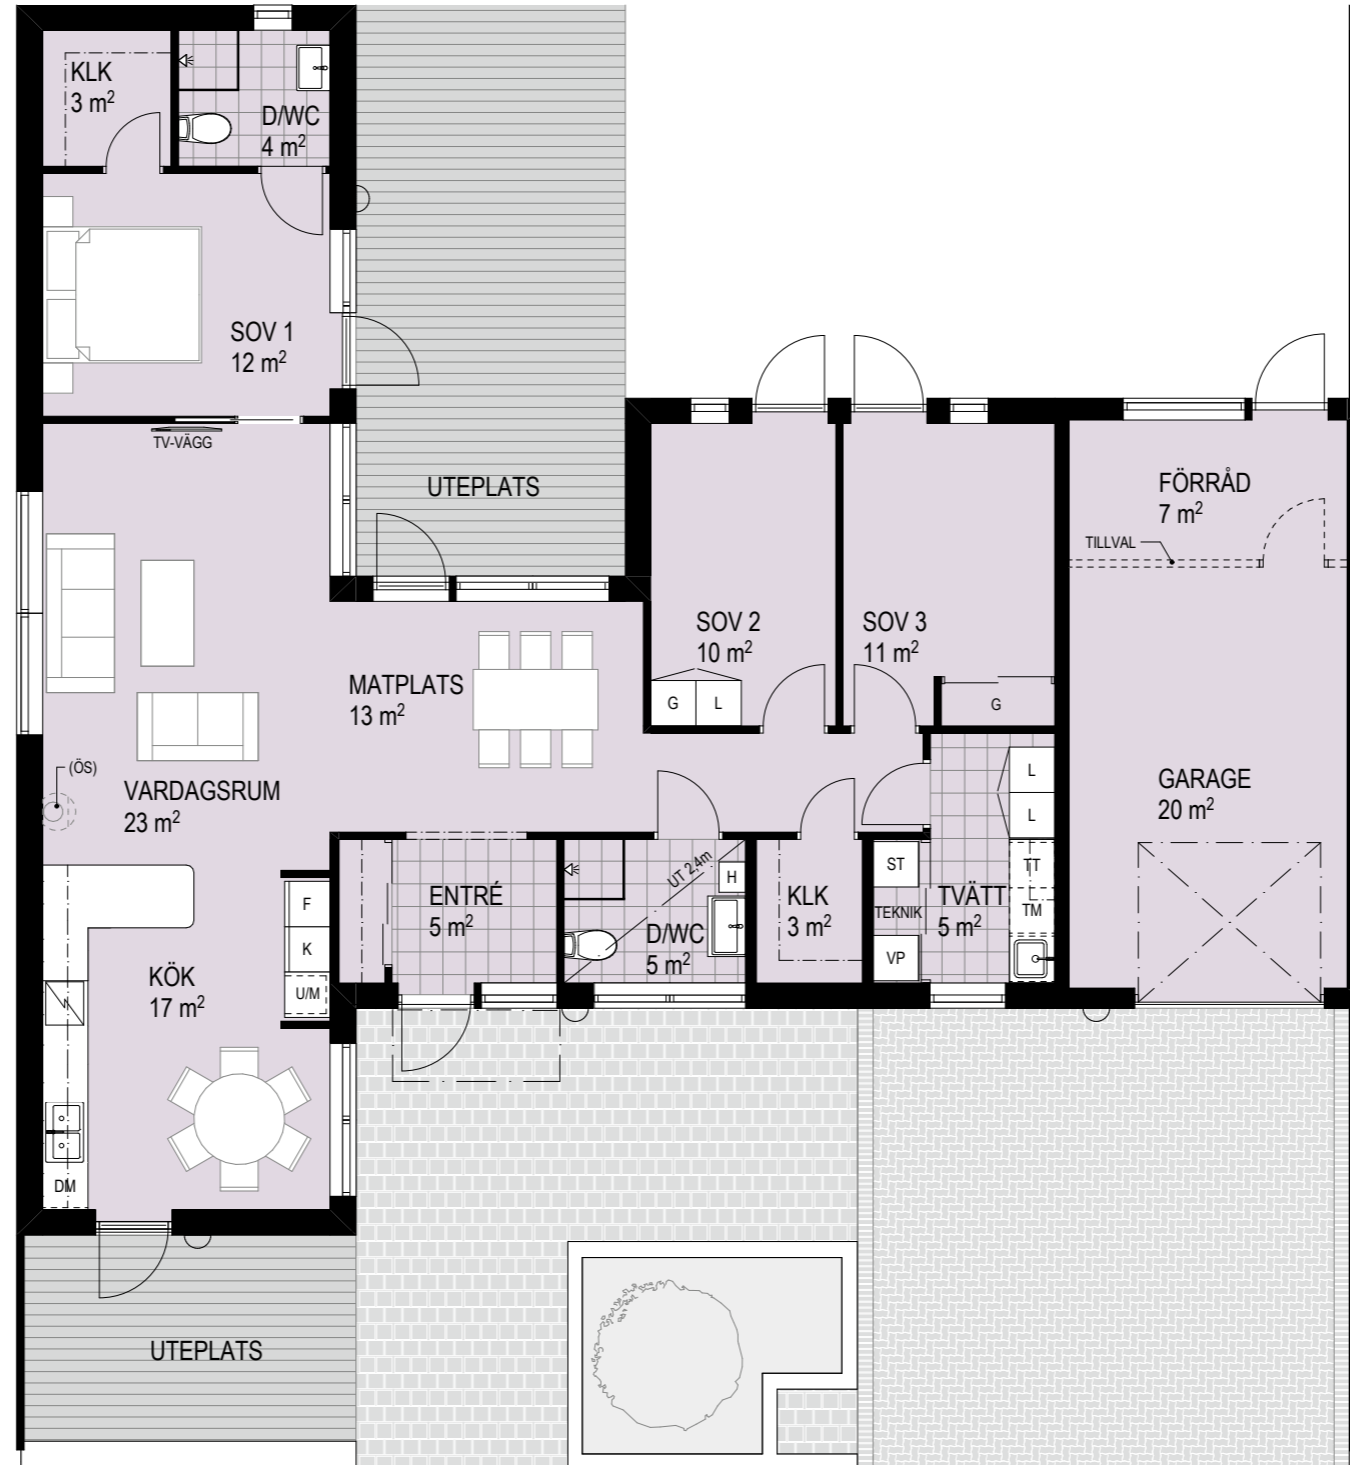 KLK
3 m²
D/WC
4 m²
SOV 1
12 m²
TV-VÄGG
UTEPLATS
FÖRRÅD
7 m²
TILLVAL
SOV 2
10 m²
SOV 3
11 m²
G
L
G
MATPLATS
13 m²
(ÖS)
VARDAGSRUM
23 m²
L
L
GARAGE
20 m²
ENTRÉ
5 m²
UT 2,4m
H
D/WC
5 m²
KLK
3 m²
ST
TEKNIK
VP
TVÄTT
5 m²
TT
TM
F
K
U/M
KÖK
17 m²
DM
UTEPLATS